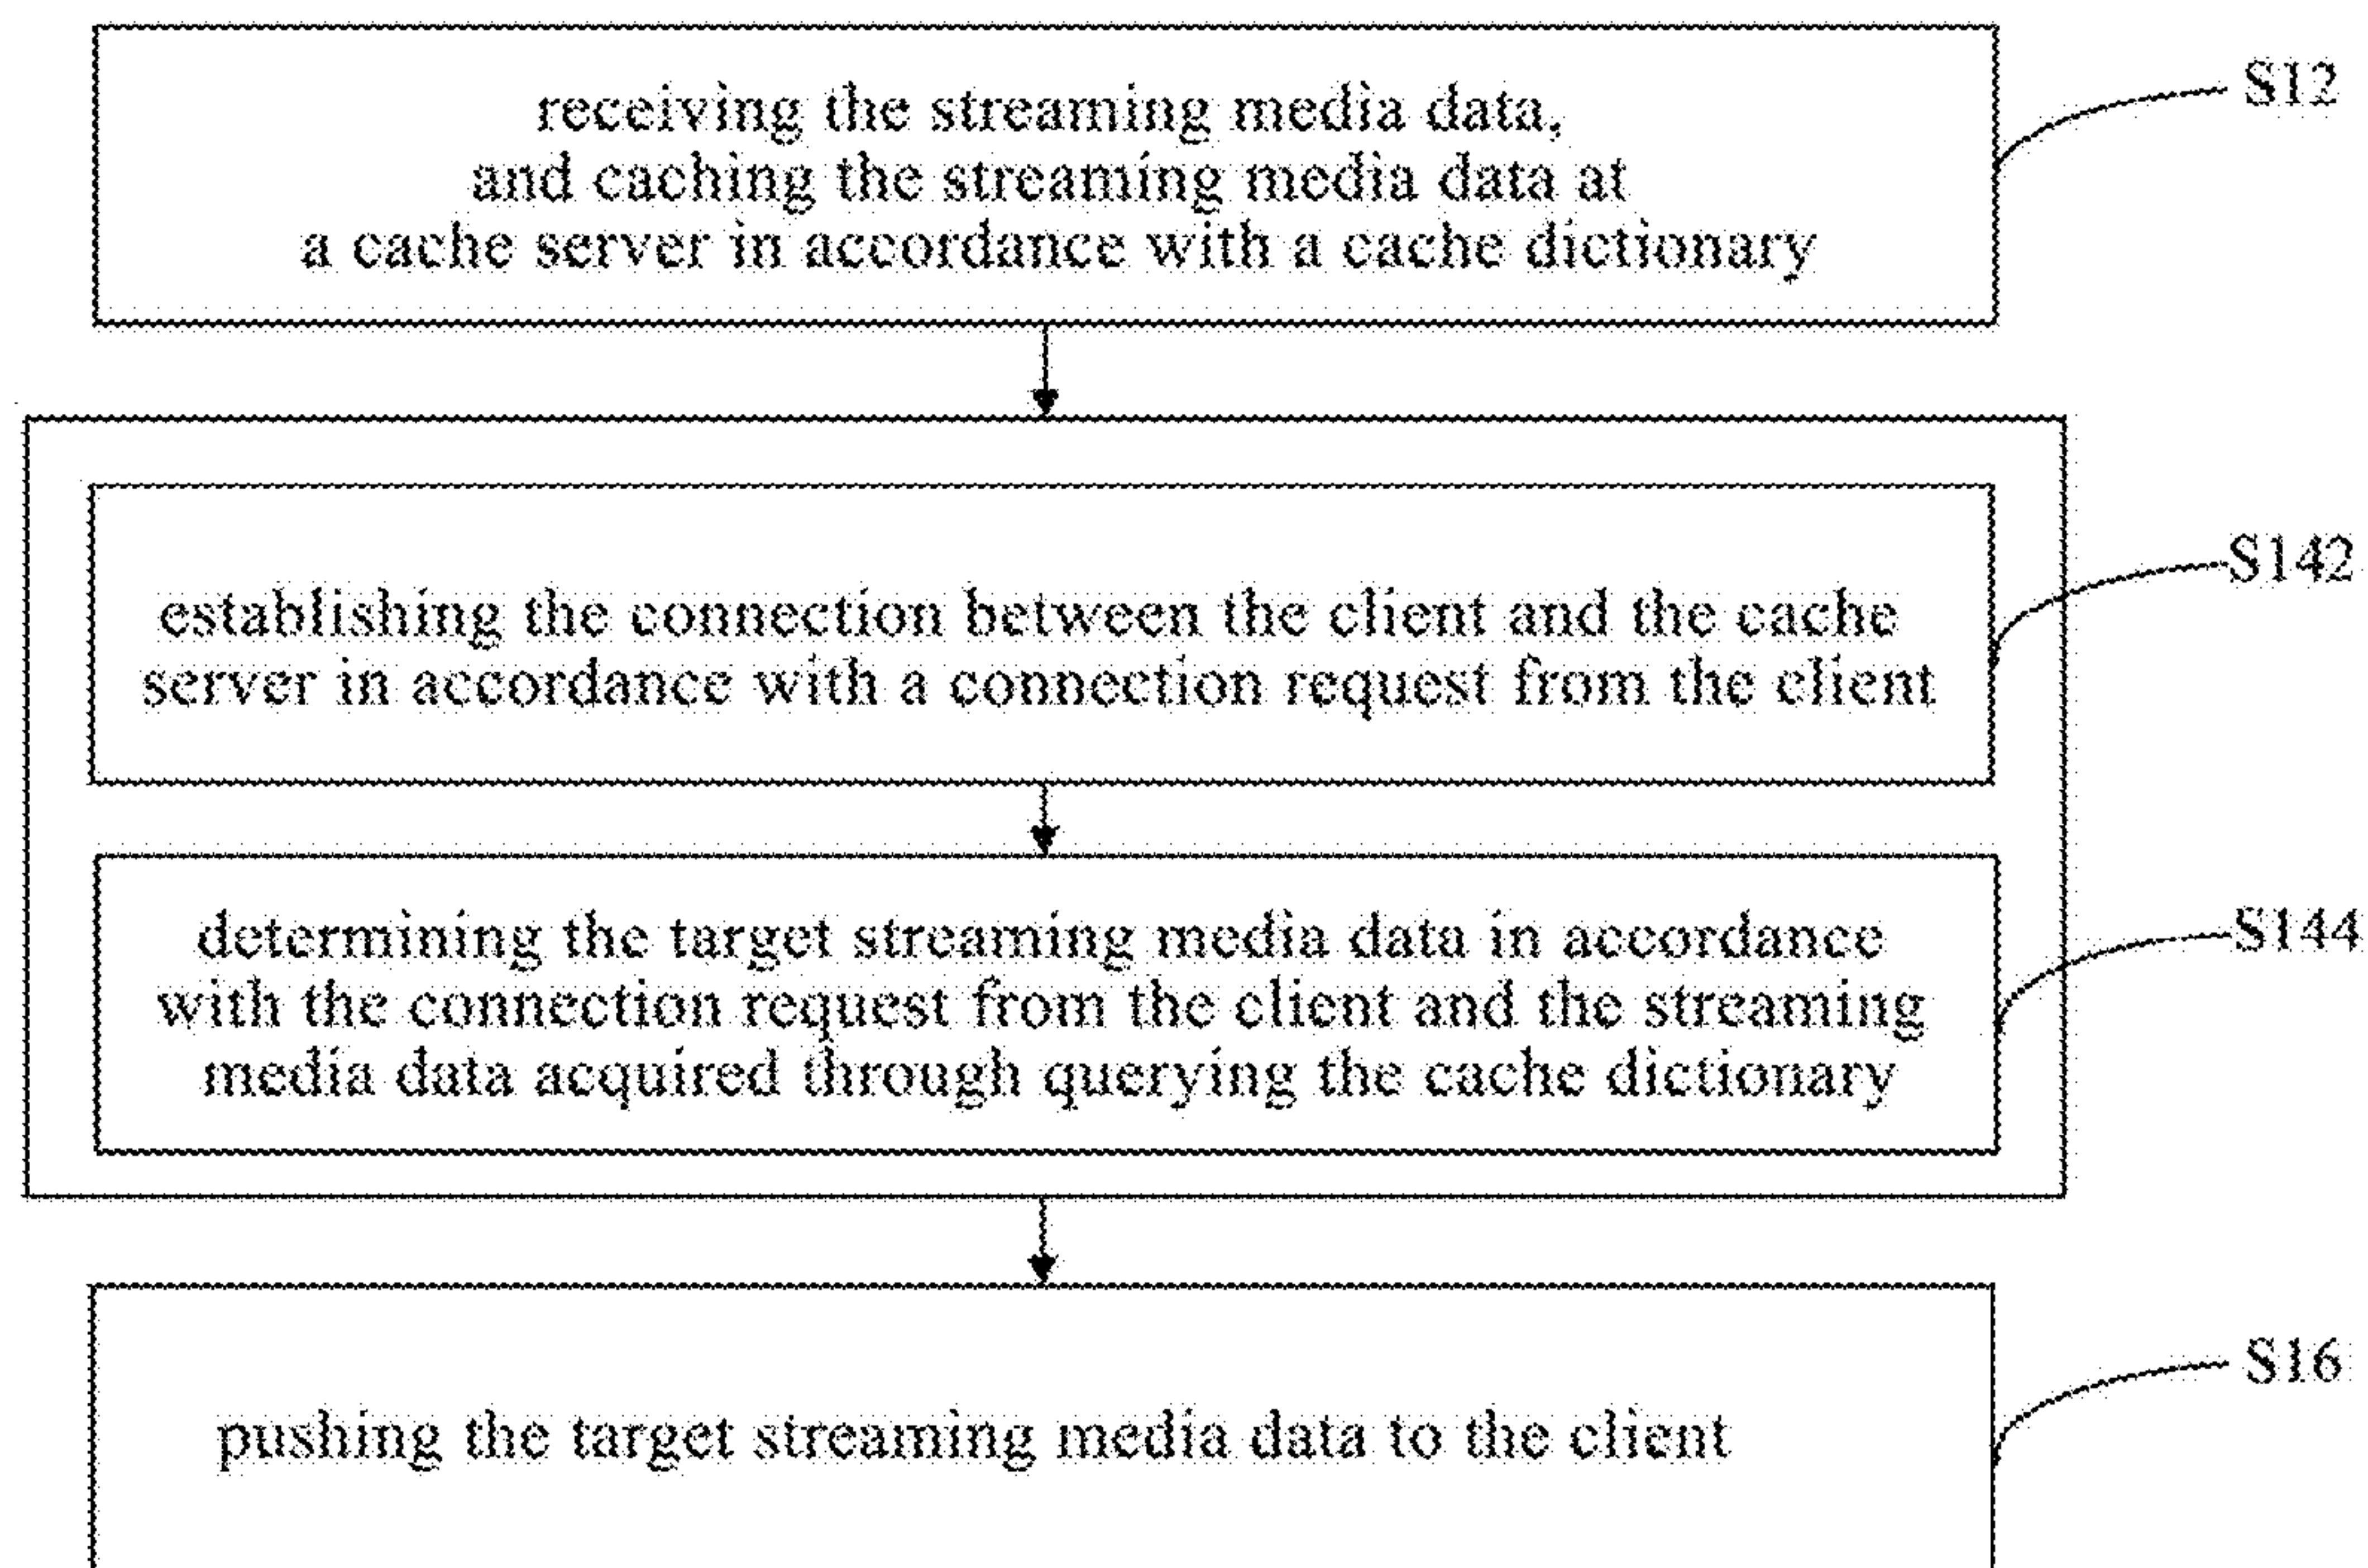 receiving the streaming media data,
and caching the streaming media data at
a cache server in accordance with a cache dictionary
S12
establishing the connection between the client and the cache
server in accordance with a connection request from the client
S142
determining the target streaming media data in accordance
with the connection request from the client and the streaming
media data acquired through querying the cache dictionary
S144
pushing the target streaming media data to the client
S16